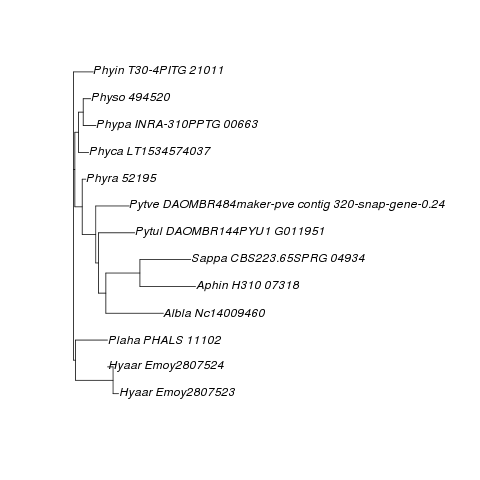 Phyin T30-4PITG 21011
Physo 494520
Phypa INRA-310PPTG 00663
Phyca LT1534574037
Phyra 52195
Pytve DAOMBR484maker-pve contig 320-snap-gene-0.24
Pytul DAOMBR144PYU1 G011951
Sappa CBS223.65SPRG 04934
Aphin H310 07318
Albla Nc14009460
Plaha PHALS 11102
Hyaar Emoy2807524
Hyaar Emoy2807523